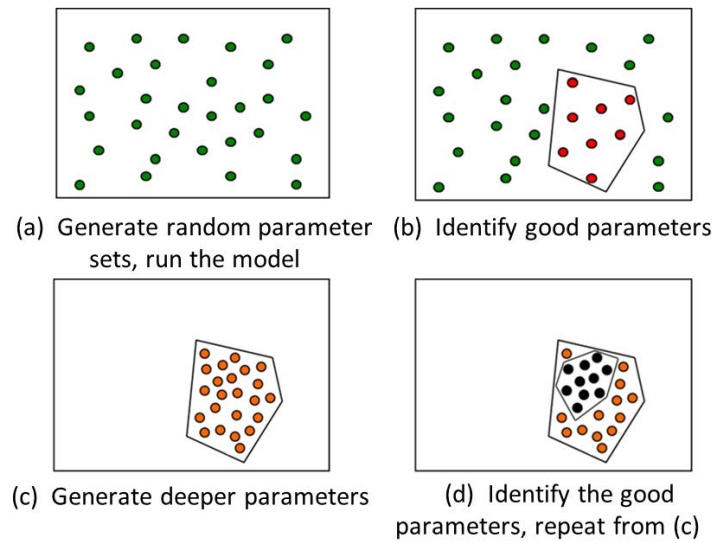 (a) Generate random parameter
sets, run the model
(b) Identify good parameters
(c) Generate deeper parameters
(d) Identify the good
parameters, repeat from (c)